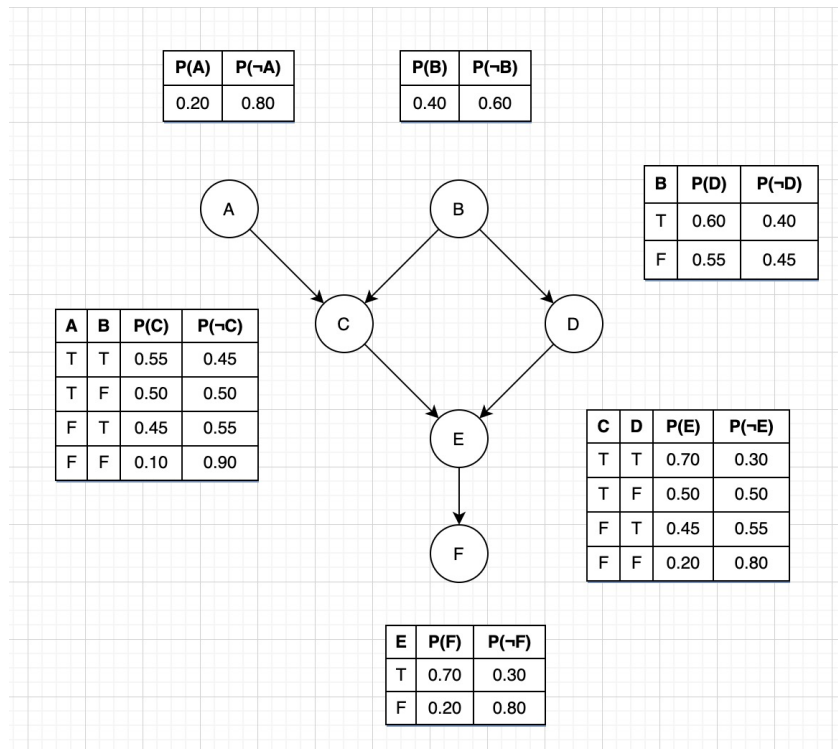 P(A) P(¬A)
0.20 0.80
P(B) P(¬B)
0.40 0.60
B P(D) P(¬D)
T 0.60 0.40
F 0.55 0.45
A
B
C
D
A B P(C) P(¬C)
T T 0.55 0.45
T F 0.50 0.50
F T 0.45 0.55
F F 0.10 0.90
E
C D P(E) P(¬E)
T T 0.70 0.30
T F 0.50 0.50
F T 0.45 0.55
F F 0.20 0.80
F
E P(F) P(¬F)
T 0.70 0.30
F 0.20 0.80